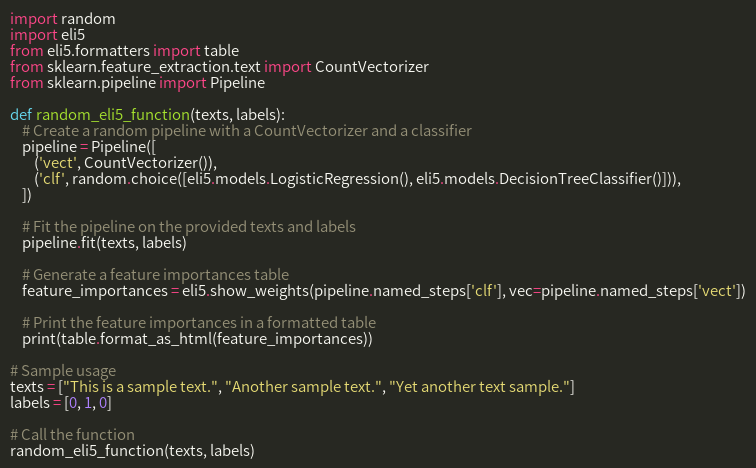 import random
import eli5
from eli5.formatters import table
from sklearn.feature_extraction.text import CountVectorizer
from sklearn.pipeline import Pipeline

def random_eli5_function(texts, labels):
    # Create a random pipeline with a CountVectorizer and a classifier
    pipeline = Pipeline([
        ('vect', CountVectorizer()),
        ('clf', random.choice([eli5.models.LogisticRegression(), eli5.models.DecisionTreeClassifier()])),
    ])

    # Fit the pipeline on the provided texts and labels
    pipeline.fit(texts, labels)

    # Generate a feature importances table
    feature_importances = eli5.show_weights(pipeline.named_steps['clf'], vec=pipeline.named_steps['vect'])

    # Print the feature importances in a formatted table
    print(table.format_as_html(feature_importances))

# Sample usage
texts = ["This is a sample text.", "Another sample text.", "Yet another text sample."]
labels = [0, 1, 0]

# Call the function
random_eli5_function(texts, labels)